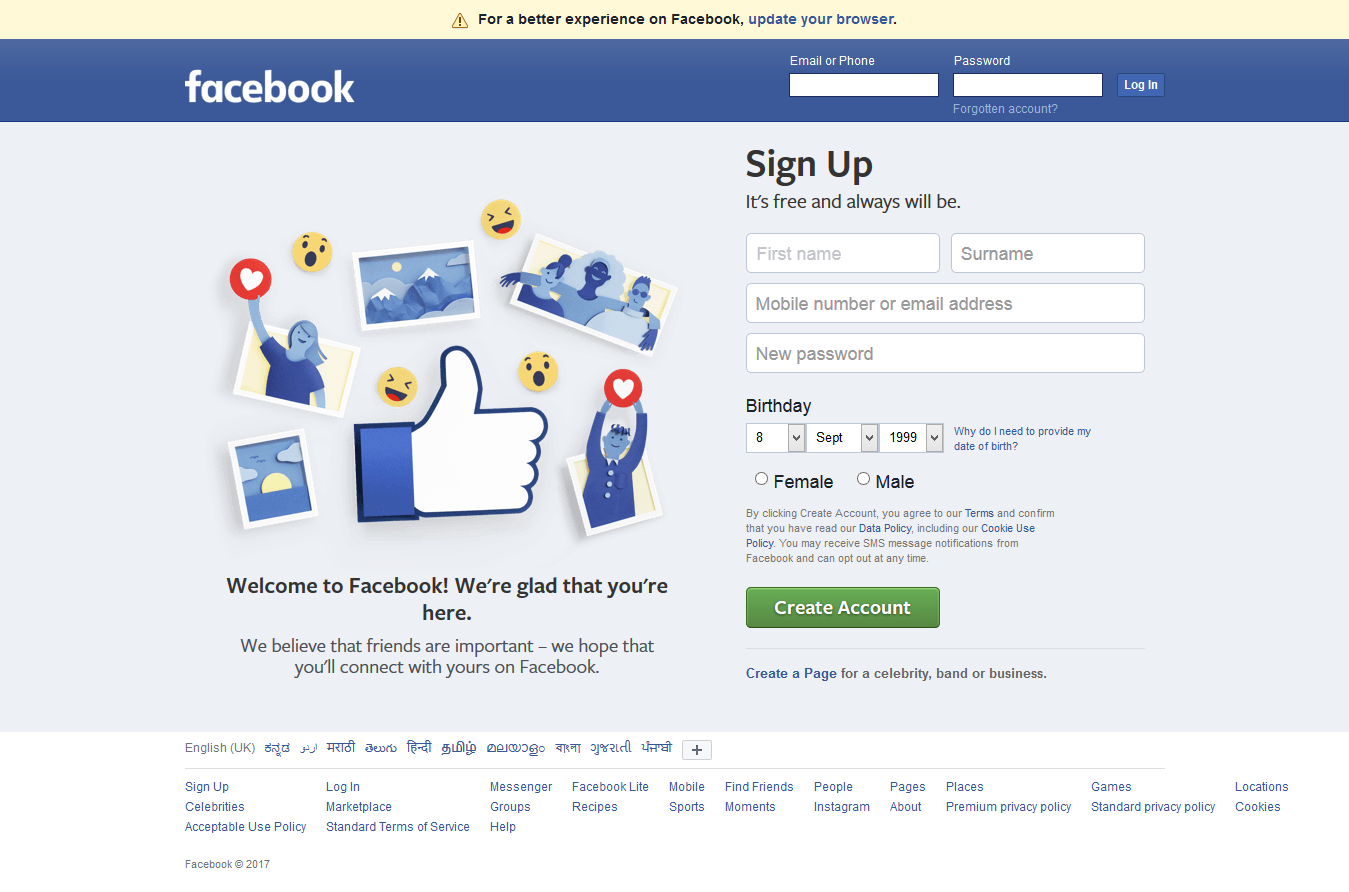 For a better experience on Facebook, update your browser.
facebook
Email or Phone
Password
Log In
Forgotten account?
Sign Up
It's free and always will be.
First name
Surname
Mobile number or email address
New password
Birthday
8
Sept
1999
Why do I need to provide my
date of birth?
Female
Male
By clicking Create Account, you agree to our Terms and confirm
that you have read our Data Policy, including our Cookie Use
Policy. You may receive SMS message notifications from
Facebook and can opt out at any time.
Create Account
Create a Page for a celebrity, band or business.
Welcome to Facebook! We're glad that you're
here.
We believe that friends are important – we hope that
you'll connect with yours on Facebook.
English (UK) ಕನ್ನಡ اردو मराठी తెలుగు हिन्दी தமிழ் മലയാളം বাংলা ગુજરાતી ਪੰਜਾਬੀ +
Sign Up Log In Messenger Facebook Lite Mobile Find Friends People Pages Places Games Locations
Celebrities Marketplace Groups Recipes Sports Moments Instagram About Premium privacy policy Standard privacy policy Cookies
Acceptable Use Policy Standard Terms of Service Help
Facebook © 2017